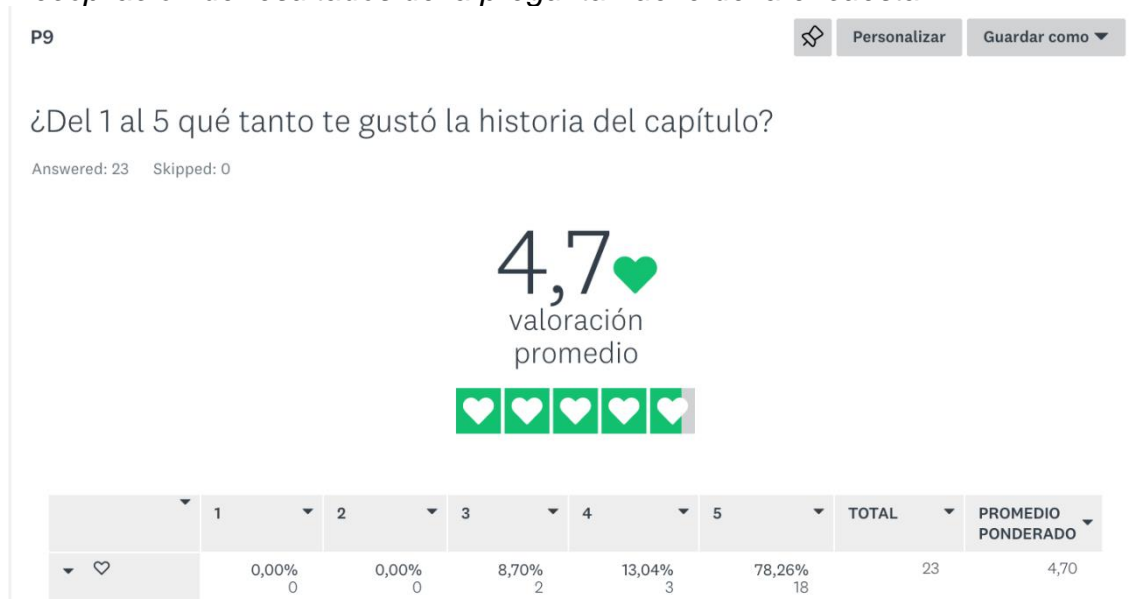 P9
Personalizar
Guardar como
¿Del 1 al 5 qué tanto te gustó la historia del capítulo?
Answered: 23 Skipped: 0
4,7
valoración
promedio
1 2 3 4 5 TOTAL PROMEDIO
PONDERADO
0,00% 0,00% 8,70% 13,04% 78,26% 23 4,70
0 0 2 3 18